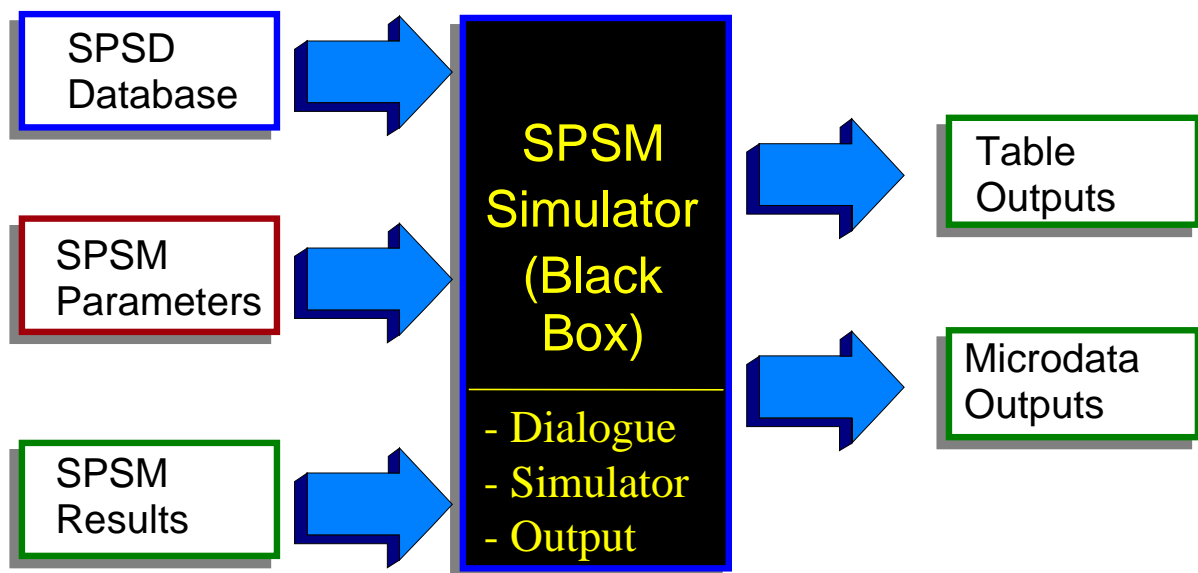 SPSD
Database
SPSM
Parameters
SPSM
Results
SPSM
Simulator
(Black
Box)
- Dialogue
- Simulator
- Output
Table
Outputs
Microdata
Outputs